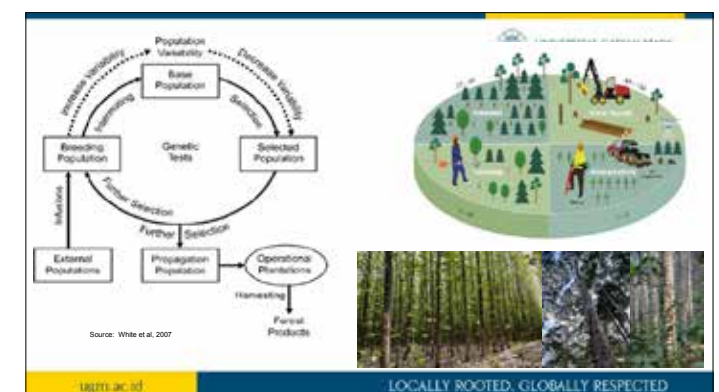 Population
Variability
Increase Variability
Decrease Variability
Base
Population
Intermating
Selection
Breeding
Population
Genetic
Tests
Selected
Population
Infusions
Further Selection
Further Selection
External
Populations
Propagation
Population
Operational
Plantations
Harvesting
Forest
Products
Source: White et al, 2007
ugm.ac.id
LOCALLY ROOTED, GLOBALLY RESPECTED